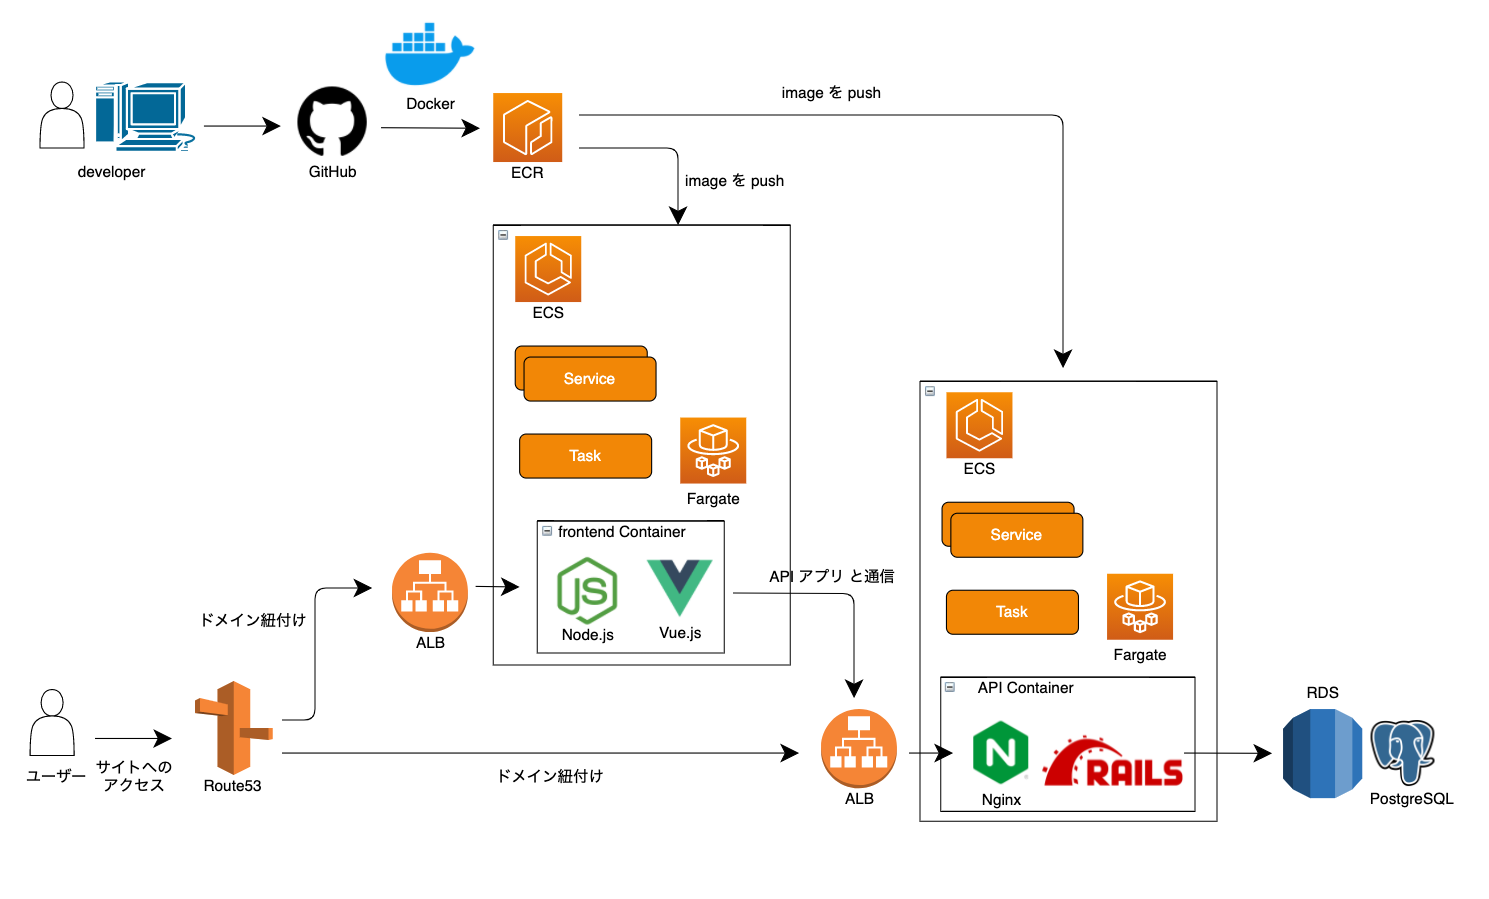 Docker
image を push
developer
GitHub
ECR
image を push
ECS
Service
Task
Fargate
frontend Container
JS
Node.js
Vue.js
API アプリ と通信
ECS
Service
Task
Fargate
API Container
N
Nginx
RAILS
ドメイン紐付け
ALB
ユーザー
サイトへの
アクセス
Route53
ドメイン紐付け
ALB
RDS
PostgreSQL